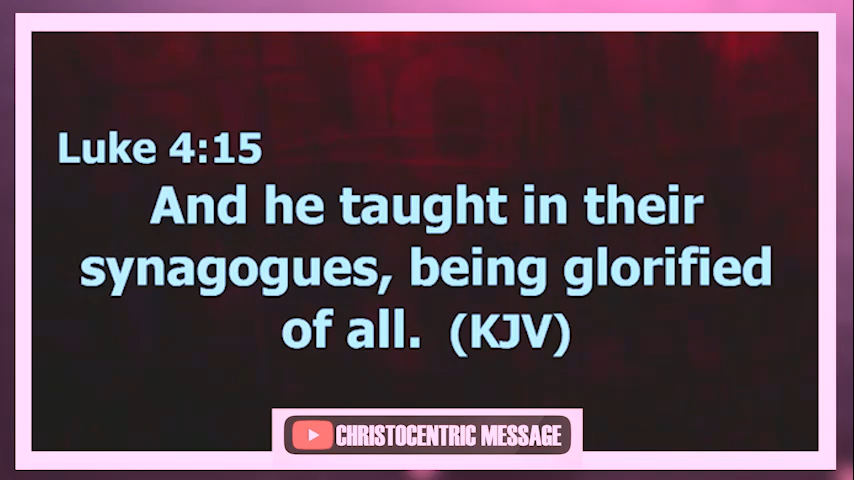 Luke 4:15
And he taught in their
synagogues, being glorified
of all. (KJV)
CHRISTOCENTRIC MESSAGE